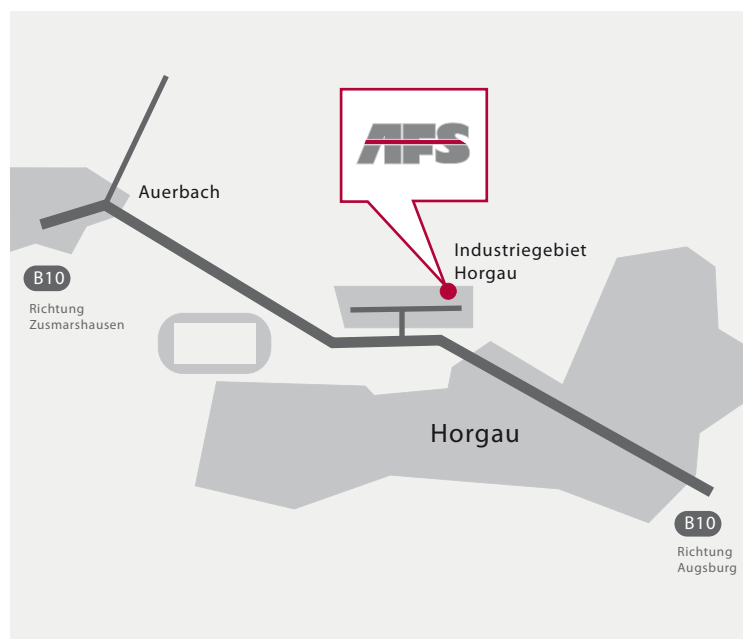 AFS
Auerbach
Industriegebiet
Horgau
B10
Richtung
Zusmarshausen
Horgau
B10
Richtung
Augsburg